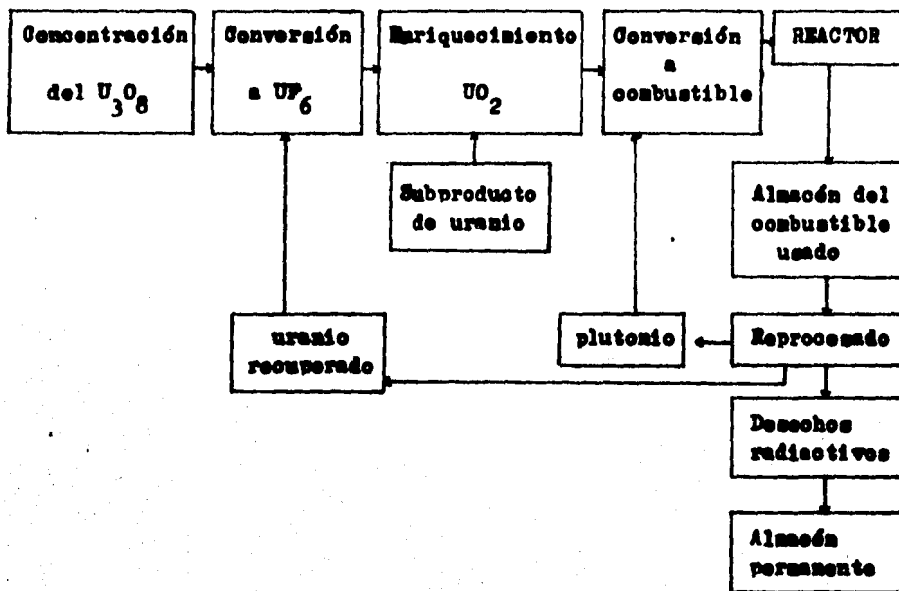 Concentración
del U3O8
Conversión
a UF6
Enriquecimiento
UO2
Conversión
a
combustible
REACTOR
Subproducto
de uranio
Almacén del
combustible
usado
uranio
recuperado
plutonio
Reprocesado
Desechos
radiactivos
Almacén
permanente